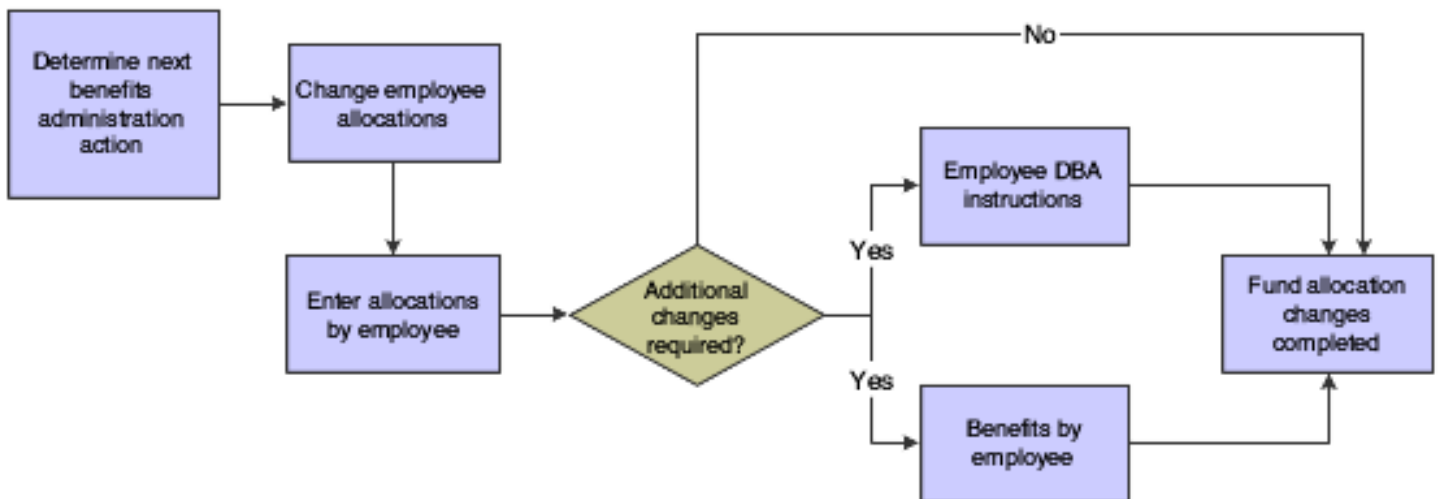 Determine next
benefits
administration
action
Change employee
allocations
Enter allocations
by employee
Additional
changes
required?
No
Yes
Yes
Employee DBA
instructions
Benefits by
employee
Fund allocation
changes
completed